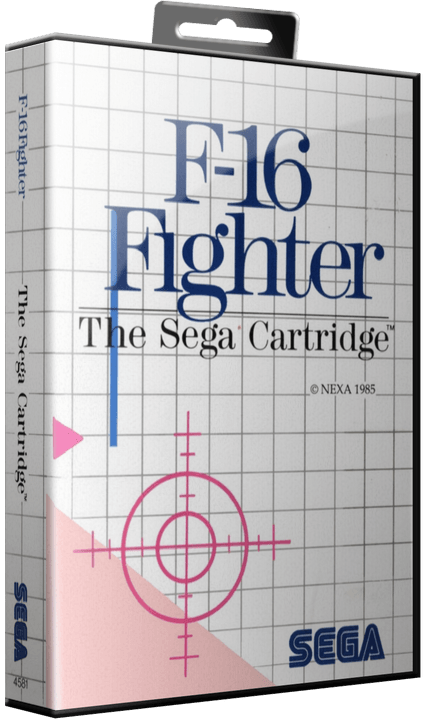 F-16
Fighter
The Sega Cartridge™
© NEXA 1985
SEGA
F-16 Fighter
The Sega Cartridge™
SEGA
4581